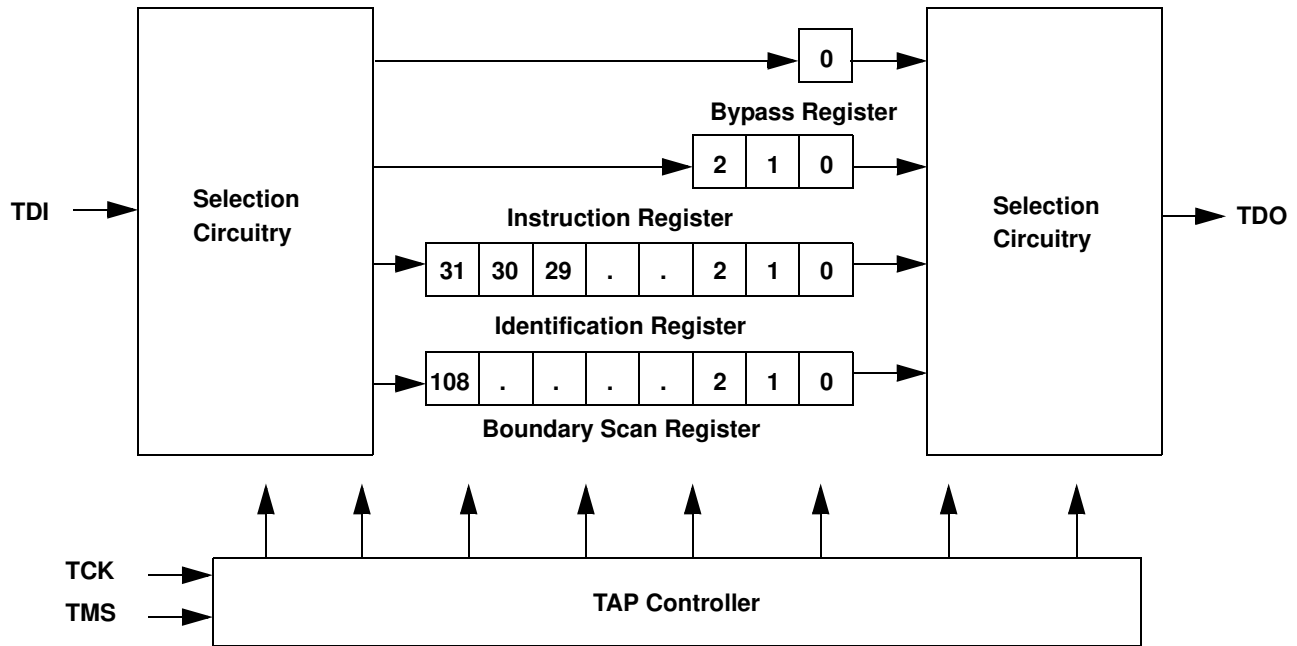 0
Bypass Register
2 1 0
Selection
Circuitry
TDI
Selection
Circuitry
TDO
Instruction Register
31 30 29 . . 2 1 0
Identification Register
108 . . . . 2 1 0
Boundary Scan Register
TCK
TMS
TAP Controller